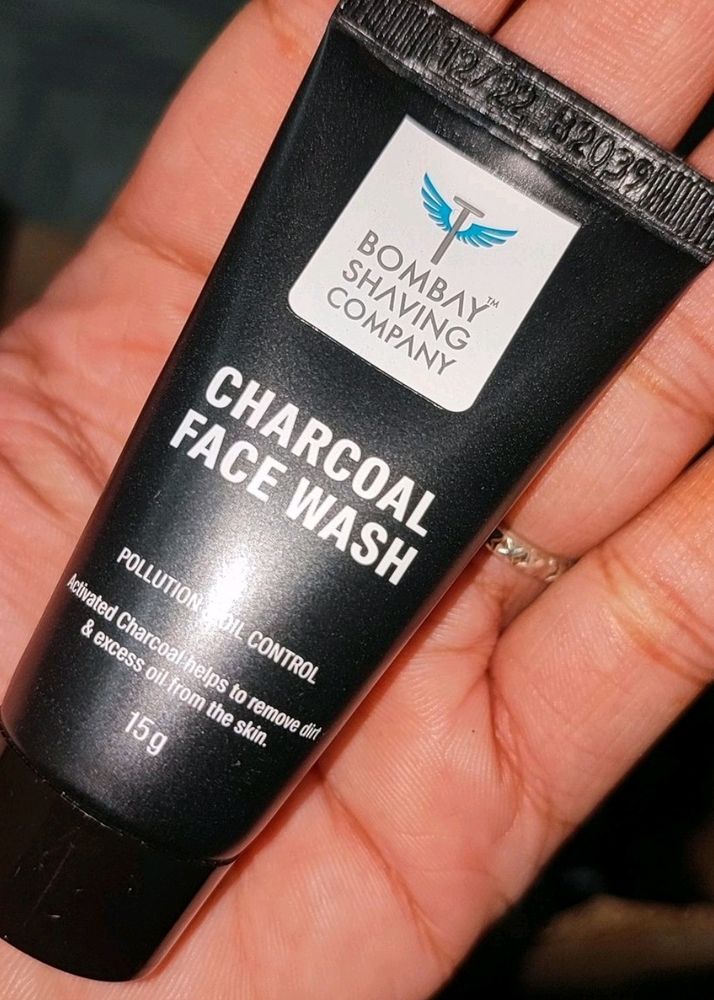 12/22 B2039
BOMBAY™
SHAVING
COMPANY
CHARCOAL
FACE WASH
POLLUTION OIL CONTROL
Activated Charcoal helps to remove dirt
& excess oil from the skin.
15g